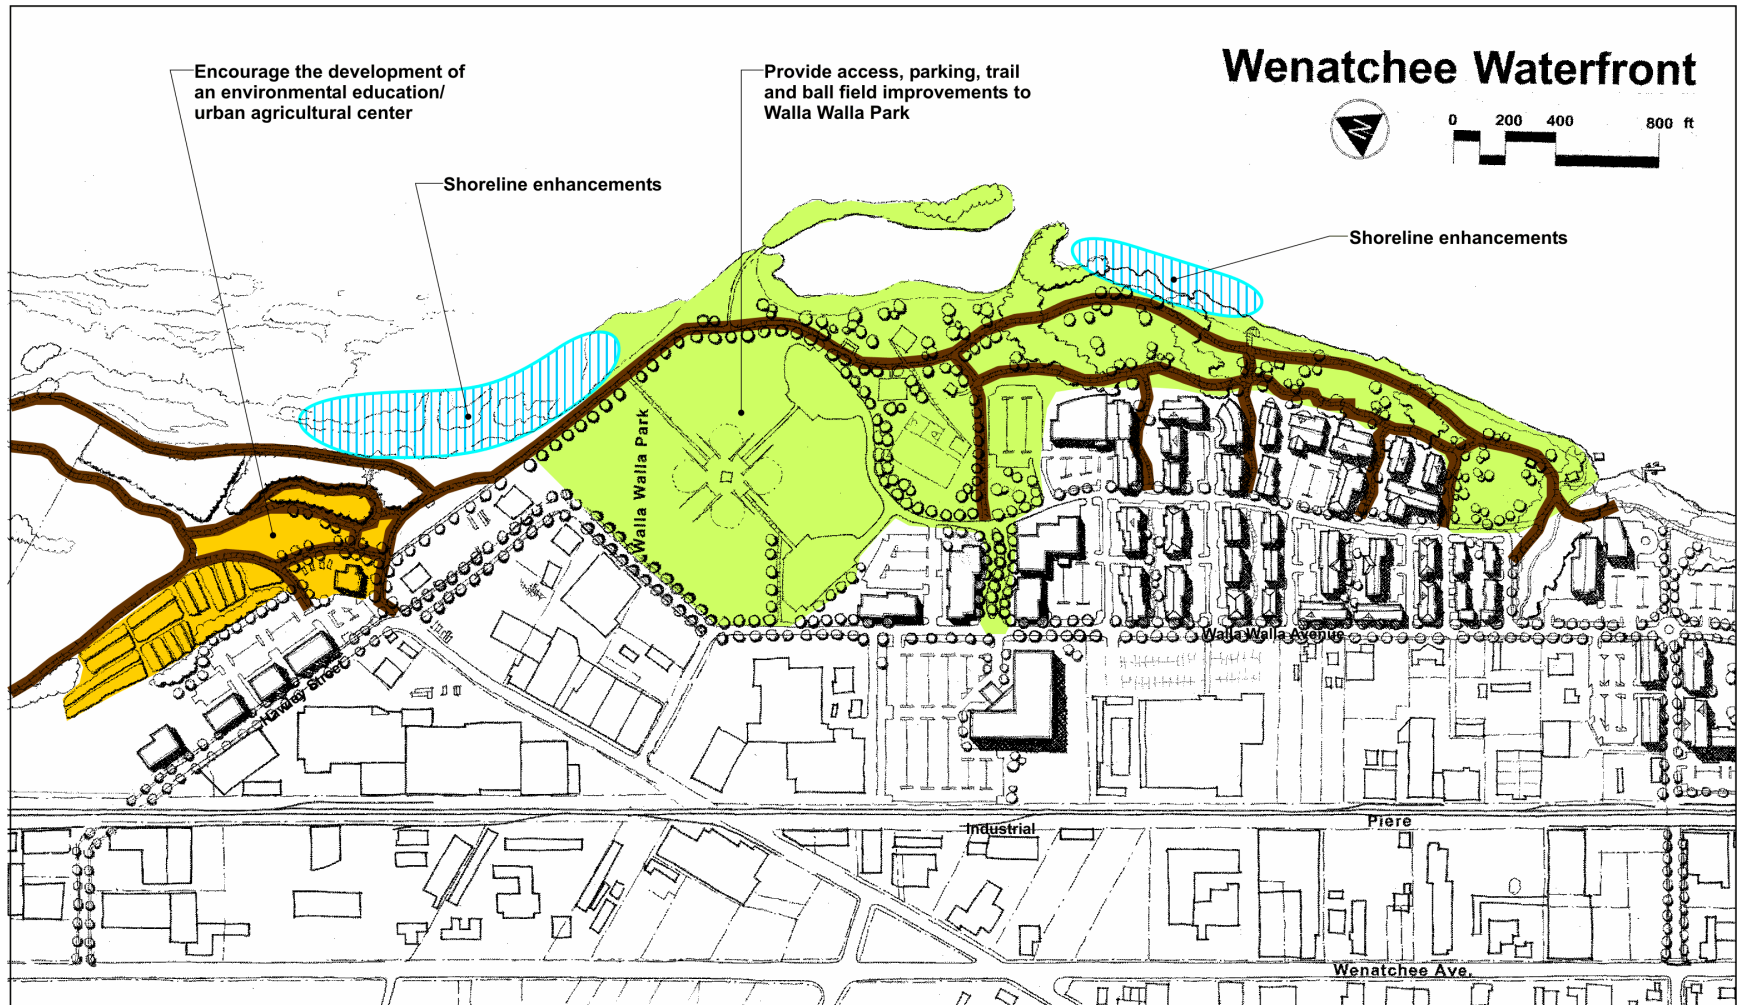 Wenatchee Waterfront
Encourage the development of
an environmental education/
urban agricultural center
Provide access, parking, trail
and ball field improvements to
Walla Walla Park
N
0 200 400 800 ft
Shoreline enhancements
Shoreline enhancements
Walla Walla Park
Walla Walla Avenue
Hawley Street
Industrial
Piere
Wenatchee Ave.